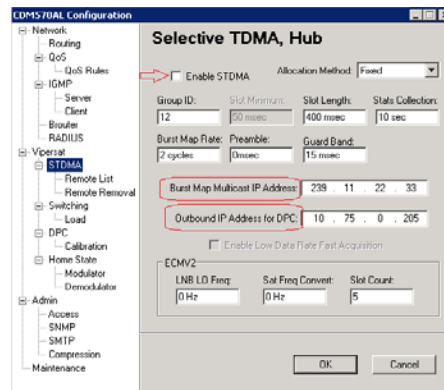 CDM570AL Configuration
Network
Routing
QoS
QoS Rules
IGMP
Server
Client
Brouter
RADIUS
Vipersat
STDMA
Remote List
Remote Removal
Switching
Load
DPC
Calibration
Home State
Modulator
Demodulator
Admin
Access
SNMP
SMTP
Compression
Maintenance
Selective TDMA, Hub
Enable STDMA Allocation Method: Fixed
Group ID: Slot Minimum: Slot Length: Stats Collection:
12 50 msec 400 msec 10 sec
Burst Map Rate: Preamble: Guard Band:
2 cycles 0msec 15 msec
Burst Map Multicast IP Address: 239 . 11 . 22 . 33
Outbound IP Address for DPC: 10 . 75 . 0 . 205
Enable Low Data Rate Fast Acquisition
ECMV2
LNB LO Freq: Sat Freq Convert: Slot Count:
0 Hz 0 Hz 5
OK Cancel